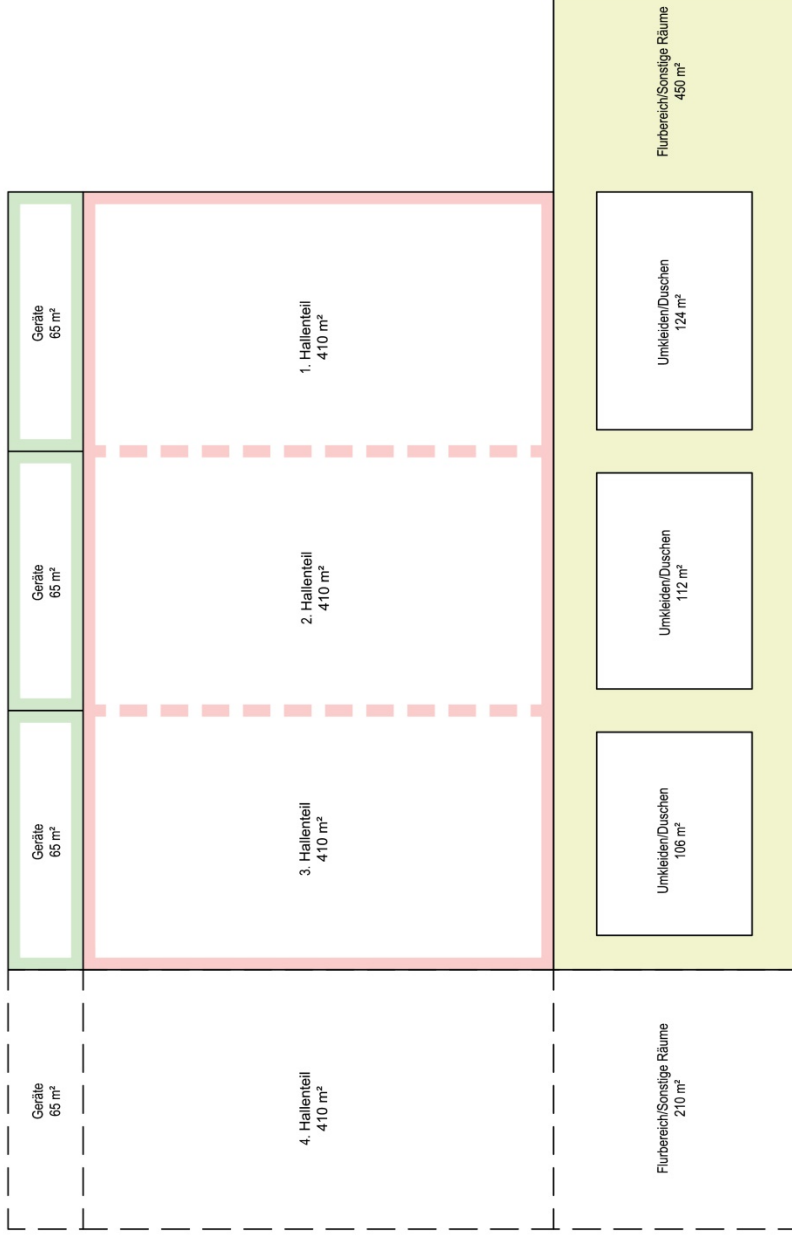 Geräte
65 m²
Geräte
65 m²
Geräte
65 m²
Geräte
65 m²
4. Hallenteil
410 m²
3. Hallenteil
410 m²
2. Hallenteil
410 m²
1. Hallenteil
410 m²
Flurbereich/Sonstige Räume
210 m²
Umkleiden/Duschen
106 m²
Umkleiden/Duschen
112 m²
Umkleiden/Duschen
124 m²
Flurbereich/Sonstige Räume
450 m²